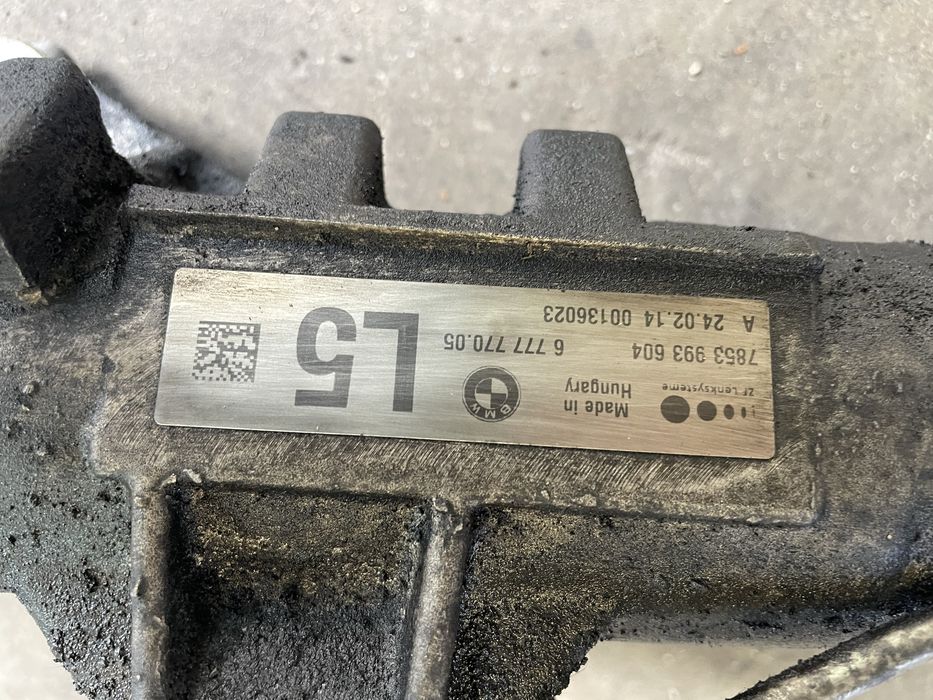 ZF Lenksysteme
Made in
Hungary
BMW
L5
7853 993 604
6 777 770.05
A 24.02.14 00136023